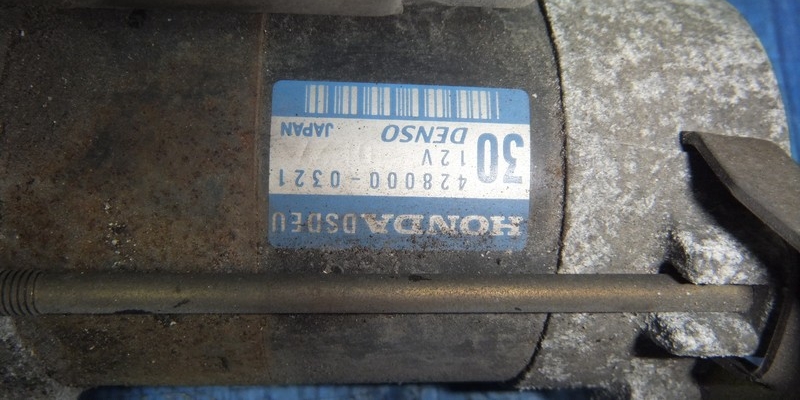 HONDA DSDEU
428000-0321
30 12V
DENSO JAPAN